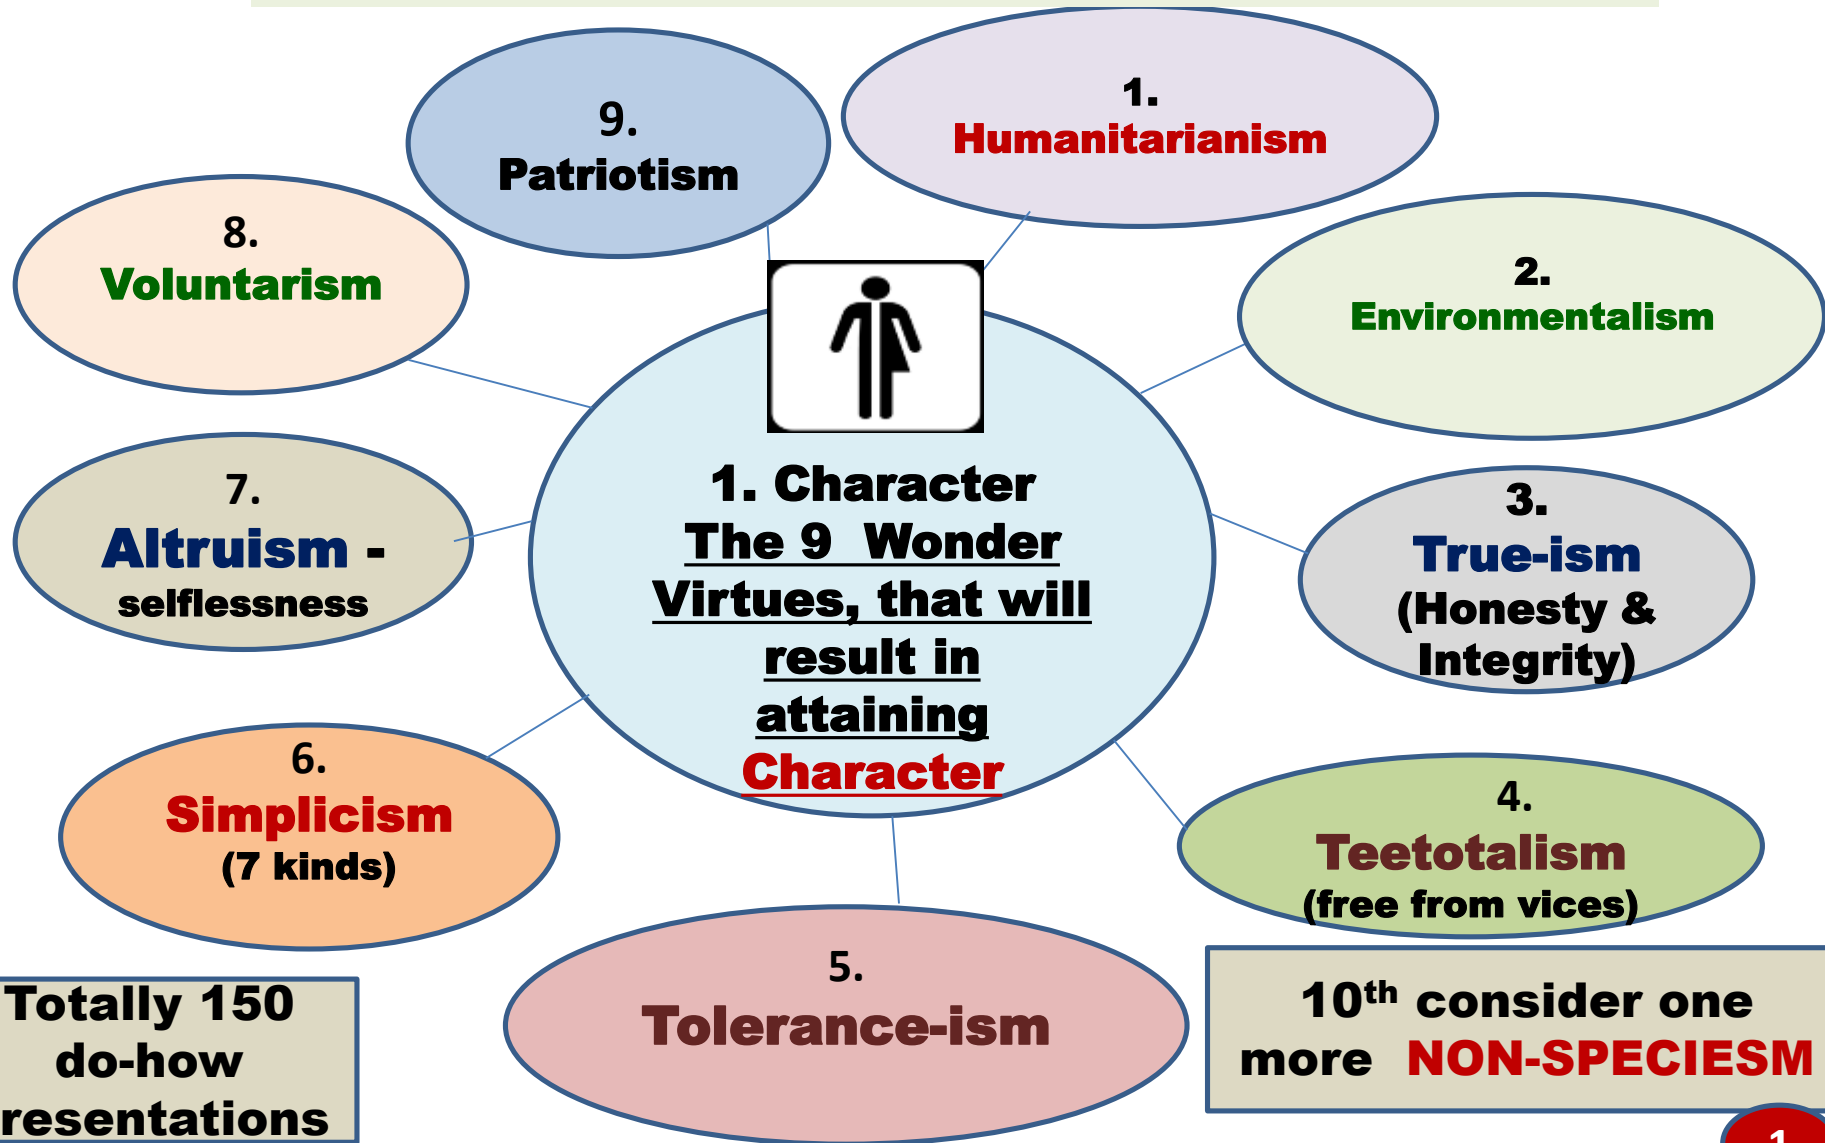 9.
Patriotism
1.
Humanitarianism
8.
Voluntarism
2.
Environmentalism
7.
Altruism -
selflessness
1. Character
The 9 Wonder
Virtues, that will
result in
attaining
Character
3.
True-ism
(Honesty &
Integrity)
6.
Simplicism
(7 kinds)
4.
Teetotalism
(free from vices)
5.
Tolerance-ism
Totally 150
do-how
resentations
10th consider one
more NON-SPECIESM
1